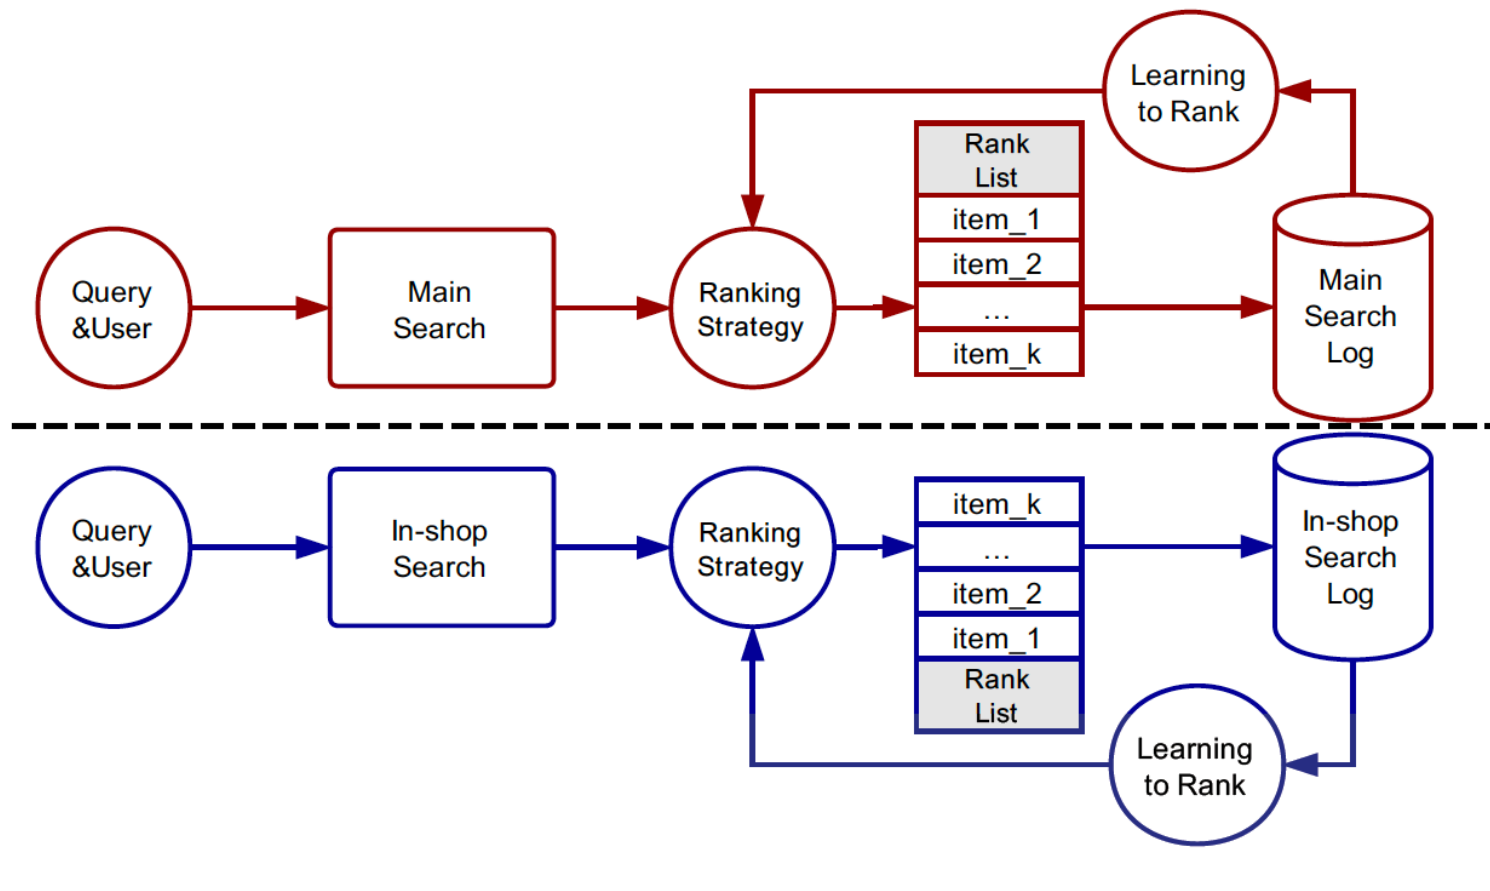 Learning
to Rank
Rank
List
item_1
item_2
...
item_k
Query
&User
Main
Search
Ranking
Strategy
Main
Search
Log
Query
&User
In-shop
Search
Ranking
Strategy
item_k
...
item_2
item_1
Rank
List
In-shop
Search
Log
Learning
to Rank